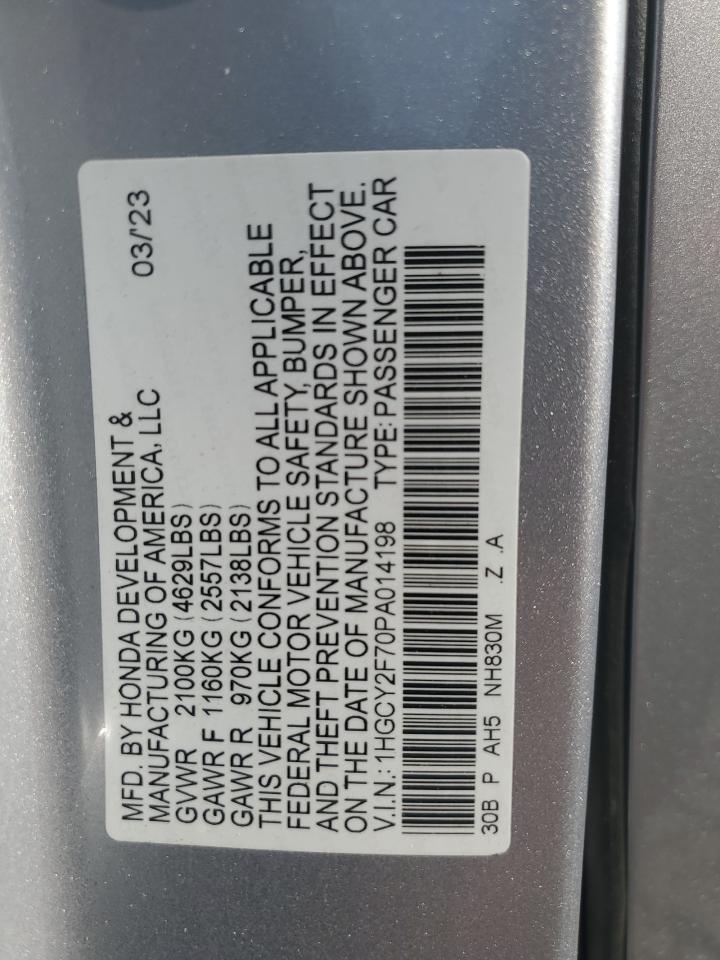 MFD. BY HONDA DEVELOPMENT & 03/'23
MANUFACTURING OF AMERICA, LLC
GVWR 2100KG (4629LBS)
GAWR F 1160KG (2557LBS)
GAWR R 970KG (2138LBS)
THIS VEHICLE CONFORMS TO ALL APPLICABLE
FEDERAL MOTOR VEHICLE SAFETY, BUMPER,
AND THEFT PREVENTION STANDARDS IN EFFECT
ON THE DATE OF MANUFACTURE SHOWN ABOVE.
V.I.N.: 1HGCY2F70PA014198 TYPE: PASSENGER CAR
30B P AH5 NH830M .Z .A